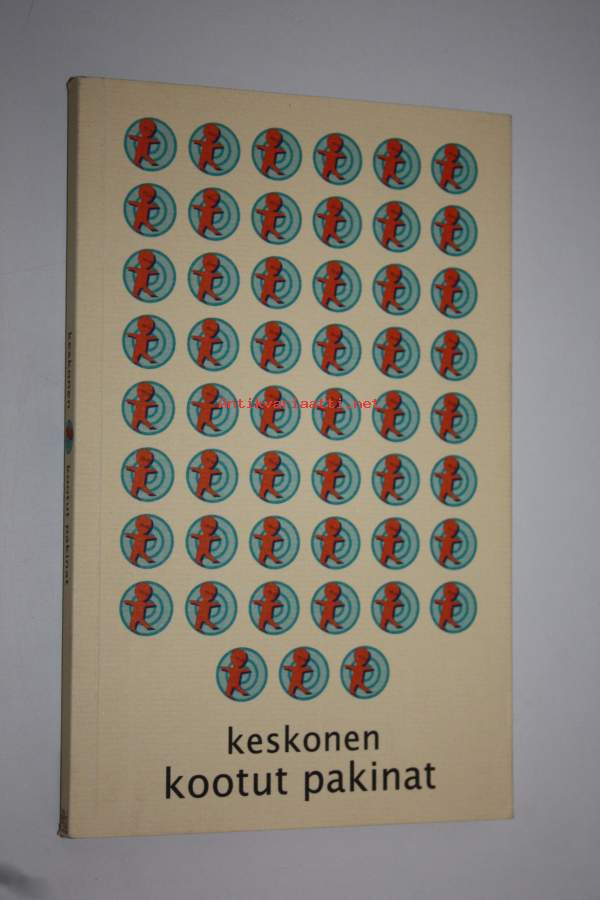 keskonen kootut pakinat
Antikvariaatti.net
keskonen
kootut pakinat